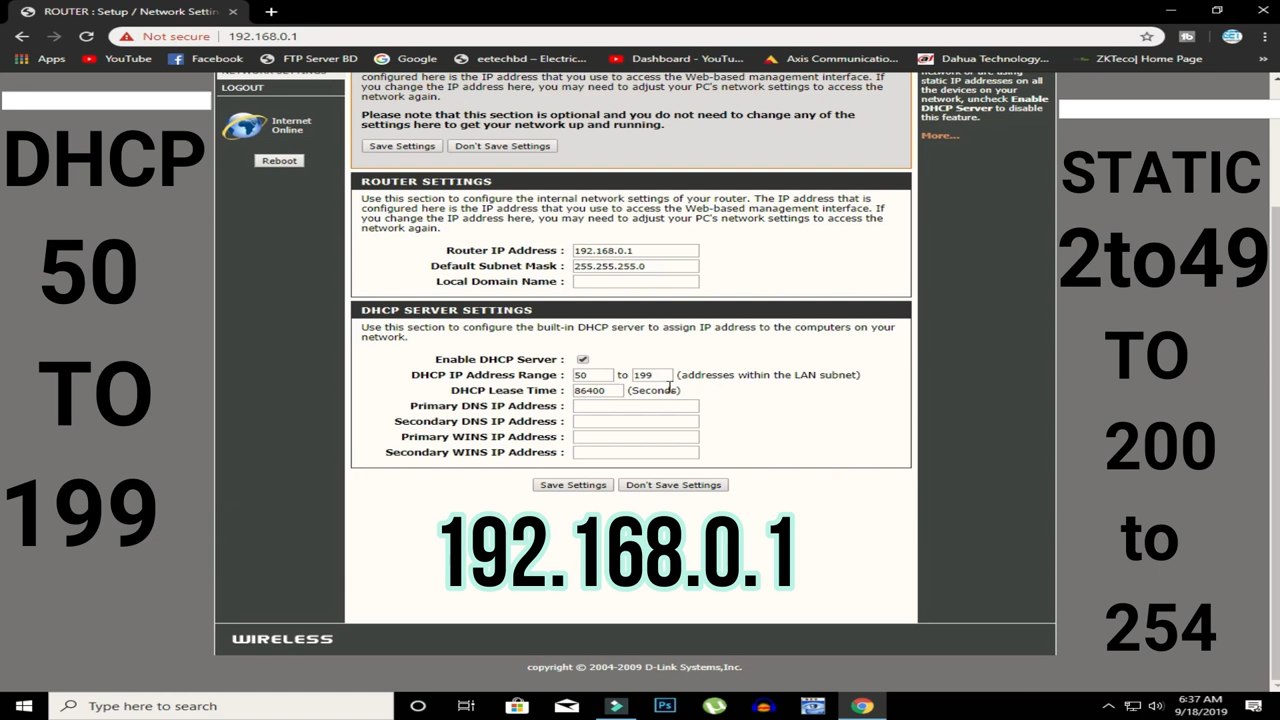 ROUTER : Setup / Network Settin
Not secure
192.168.0.1
Apps
YouTube
Facebook
FTP Server BD
Google
eetechbd – Electric...
Dashboard - YouTu...
Axis Communicatio...
Dahua Technology...
ZKTeco| Home Page
»
LOGOUT
Internet
Online
Reboot
configured here is the IP address that you use to access the Web-based management interface. If
you change the IP address here, you may need to adjust your PC's network settings to access the
network again.
Please note that this section is optional and you do not need to change any of the
settings here to get your network up and running.
Save Settings
Don't Save Settings
network or are using
static IP addresses on all
the devices on your
network, uncheck Enable
DHCP Server to disable
this feature.
More...
ROUTER SETTINGS
Use this section to configure the internal network settings of your router. The IP address that is
configured here is the IP address that you use to access the Web-based management interface. If
you change the IP address here, you may need to adjust your PC's network settings to access the
network again.
Router IP Address : 192.168.0.1
Default Subnet Mask : 255.255.255.0
Local Domain Name :
DHCP SERVER SETTINGS
Use this section to configure the built-in DHCP server to assign IP address to the computers on your
network.
Enable DHCP Server :
DHCP IP Address Range : 50 to 199 (addresses within the LAN subnet)
DHCP Lease Time : 86400 (Seconds)
Primary DNS IP Address :
Secondary DNS IP Address :
Primary WINS IP Address :
Secondary WINS IP Address :
Save Settings
Don't Save Settings
DHCP
50
TO
199
192.168.0.1
STATIC
2to49
TO
200
to
254
WIRELESS
copyright © 2004-2009 D-Link Systems,Inc.
Type here to search
Ps
6:37 AM
9/18/2019